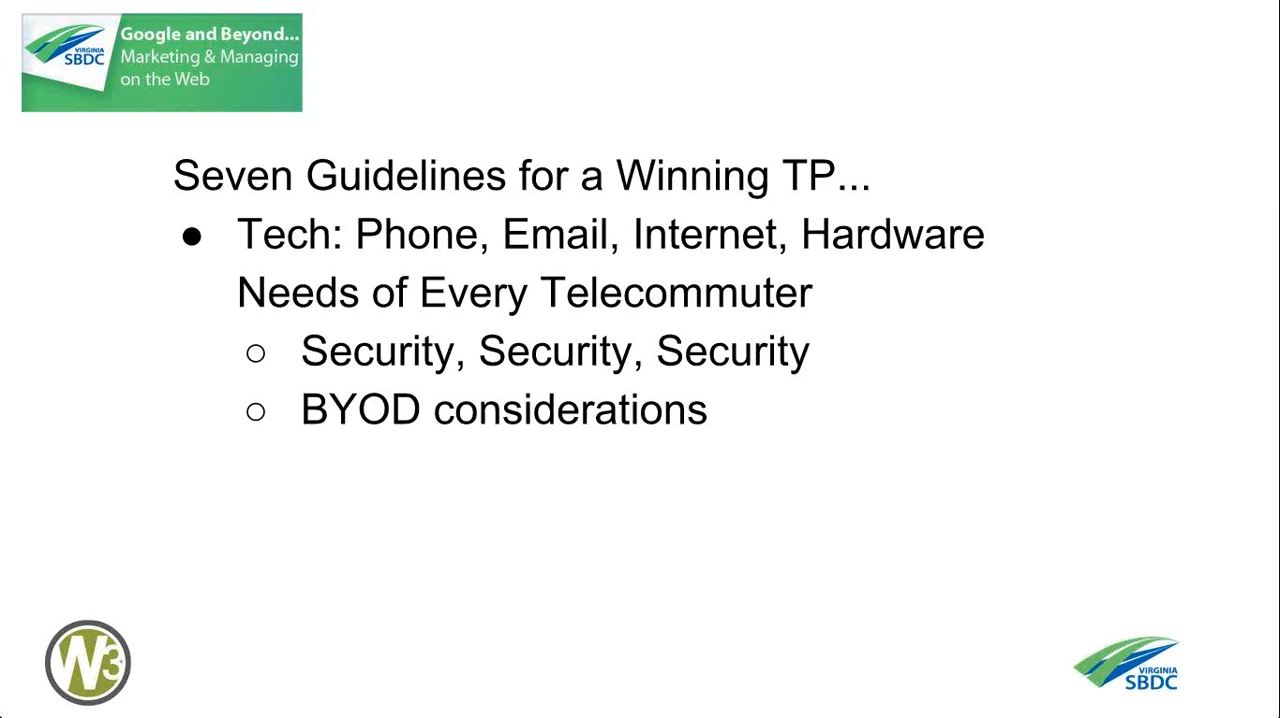 Google and Beyond...
Marketing & Managing
on the Web
VIRGINIA
SBDC
Seven Guidelines for a Winning TP...
● Tech: Phone, Email, Internet, Hardware
Needs of Every Telecommuter
○ Security, Security, Security
○ BYOD considerations
W3
VIRGINIA
SBDC